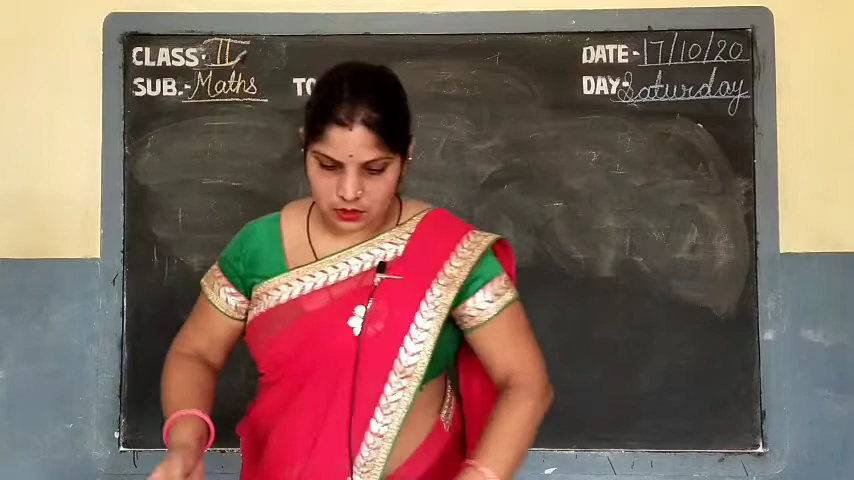 CLASS- II
SUB.- Maths
TO
DATE- 17/10/20
DAY- Saturday